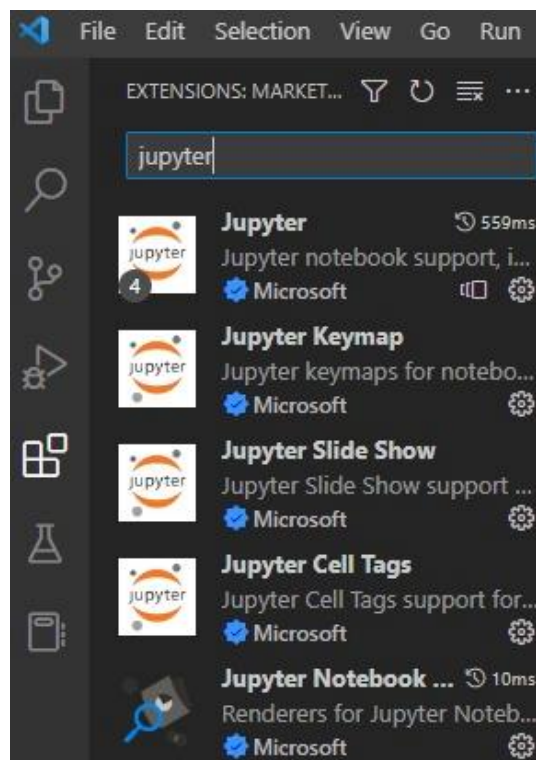 File Edit Selection View Go Run
EXTENSIONS: MARKET... ...
jupyter
Jupyter 559ms
jupyter Jupyter notebook support, i...
4 Microsoft
Jupyter Keymap
jupyter Jupyter keymaps for notebo...
Microsoft
Jupyter Slide Show
jupyter Jupyter Slide Show support ...
Microsoft
Jupyter Cell Tags
jupyter Jupyter Cell Tags support for...
Microsoft
Jupyter Notebook ... 10ms
Renderers for Jupyter Noteb...
Microsoft